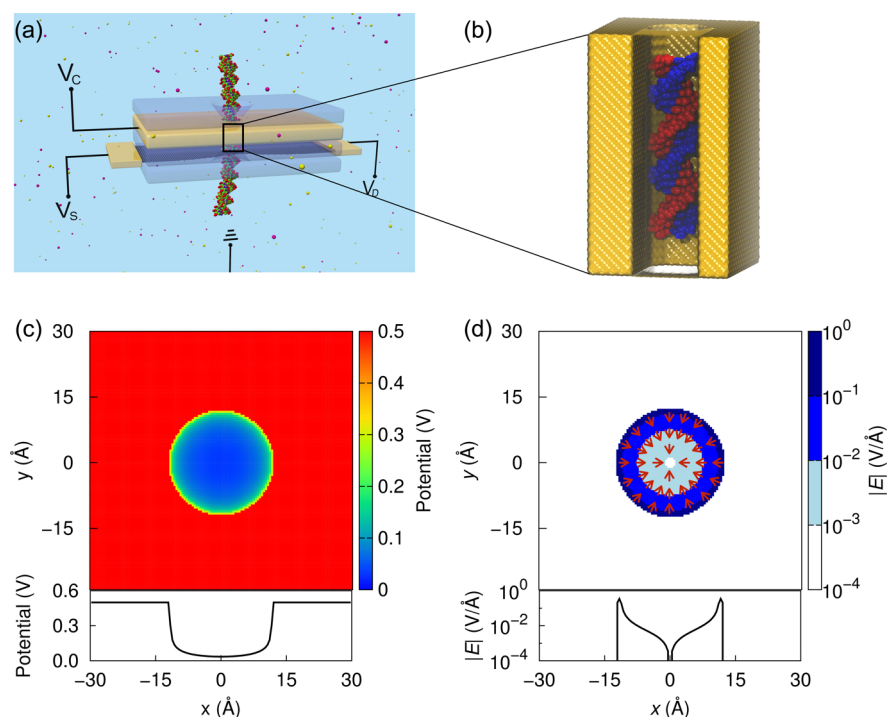 (a)
V_C
V_S.
V_D
(b)
(c)
30
15
0
−15
y (Å)
0.5
0.4
0.3
0.2
0.1
0
Potential (V)
0.6
0.3
0.0
Potential (V)
−30 −15 0 15 30
x (Å)
(d)
30
15
0
−15
y (Å)
10^0
10^-1
10^-2
10^-3
10^-4
|E| (V/Å)
10^0
10^-2
10^-4
|E| (V/Å)
−30 −15 0 15 30
x (Å)